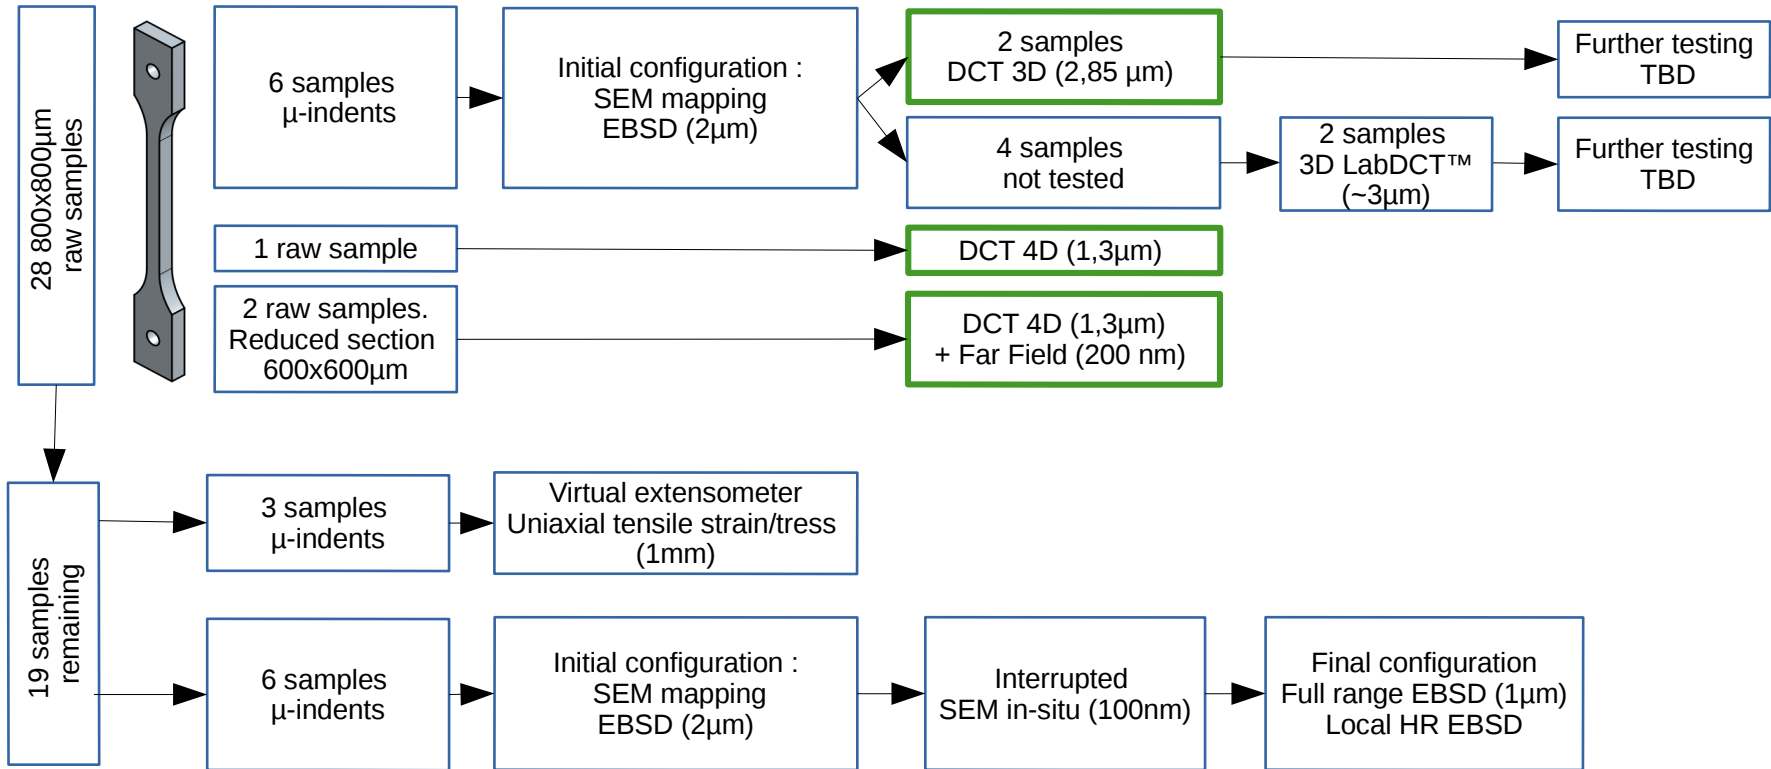 28 800x800µm
raw samples
6 samples
µ-indents
Initial configuration :
SEM mapping
EBSD (2µm)
2 samples
DCT 3D (2,85 µm)
Further testing
TBD
4 samples
not tested
2 samples
3D LabDCT™
(~3µm)
Further testing
TBD
1 raw sample
DCT 4D (1,3µm)
2 raw samples.
Reduced section
600x600µm
DCT 4D (1,3µm)
+ Far Field (200 nm)
19 samples
remaining
3 samples
µ-indents
Virtual extensometer
Uniaxial tensile strain/tress
(1mm)
6 samples
µ-indents
Initial configuration :
SEM mapping
EBSD (2µm)
Interrupted
SEM in-situ (100nm)
Final configuration
Full range EBSD (1µm)
Local HR EBSD